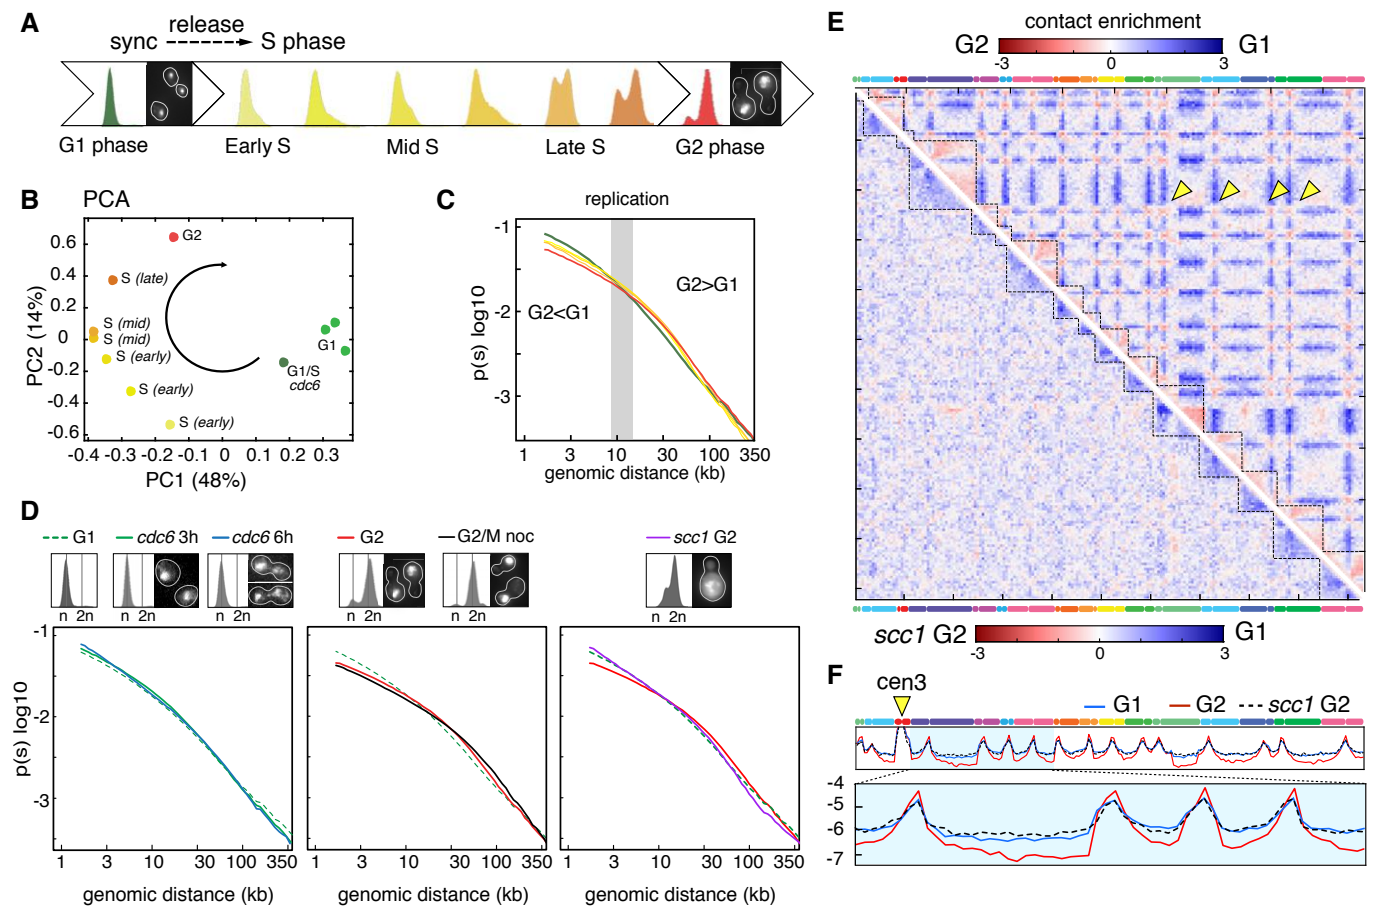 A
release
sync
S phase
G1 phase
Early S
Mid S
Late S
G2 phase
B
PCA
PC2 (14%)
0.6
0.4
0.2
0
-0.2
-0.4
-0.6
G2
S (late)
S (mid)
S (mid)
S (early)
S (early)
S (early)
G1
G1/S
cdc6
-0.4 -0.3 -0.2 -0.1 0 0.1 0.2 0.3
PC1 (48%)
C
replication
p(s) log10
-1
-2
-3
G2>G1
G2<G1
1 3 10 30 100 350
genomic distance (kb)
D
G1
cdc6 3h
cdc6 6h
G2
G2/M noc
scc1 G2
n 2n
n 2n
n 2n
n 2n
n 2n
n 2n
p(s) log10
-1
-2
-3
1 3 10 30 100 350
genomic distance (kb)
1 3 10 30 100 350
genomic distance (kb)
1 3 10 30 100 350
genomic distance (kb)
E
contact enrichment
G2
G1
-3 0 3
scc1 G2
G1
-3 0 3
F
cen3
G1
G2
scc1 G2
-4
-5
-6
-7